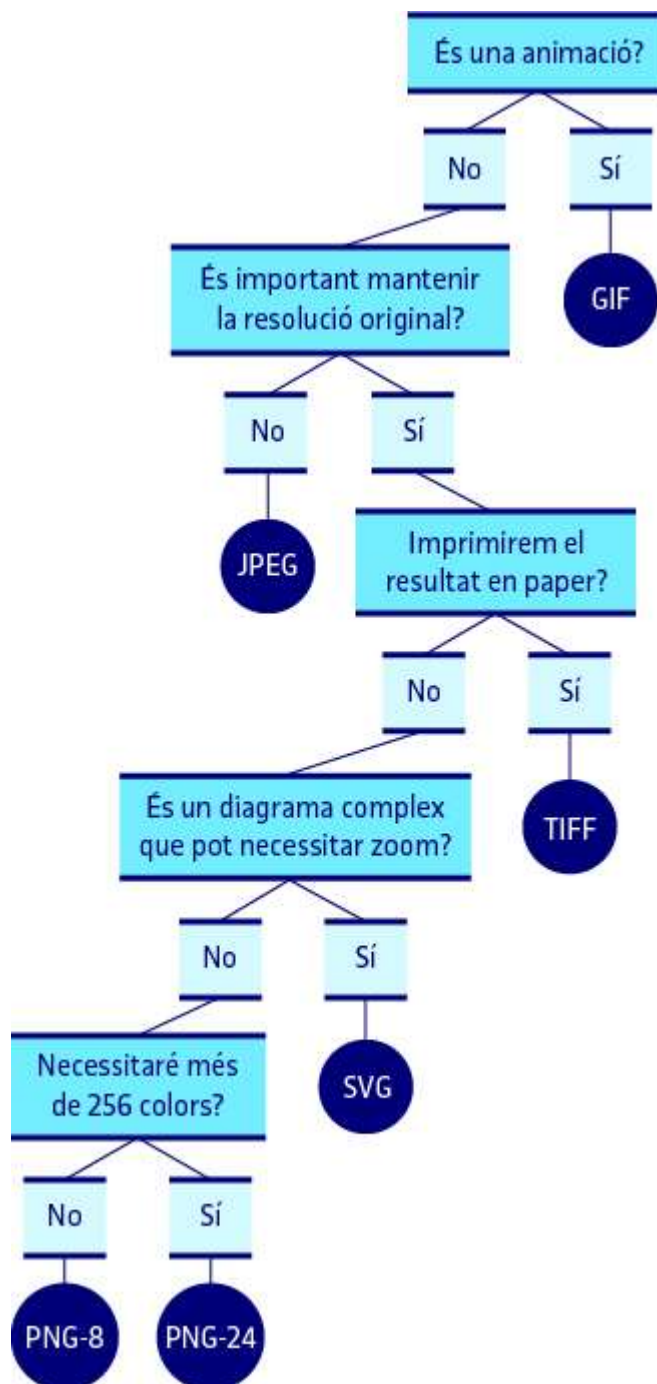 És una animació?
No
Sí
És important mantenir
la resolució original?
GIF
No
Sí
JPEG
Imprimirem el
resultat en paper?
No
Sí
És un diagrama complex
que pot necessitar zoom?
TIFF
No
Sí
Necessitaré més
de 256 colors?
SVG
No
Sí
PNG-8
PNG-24